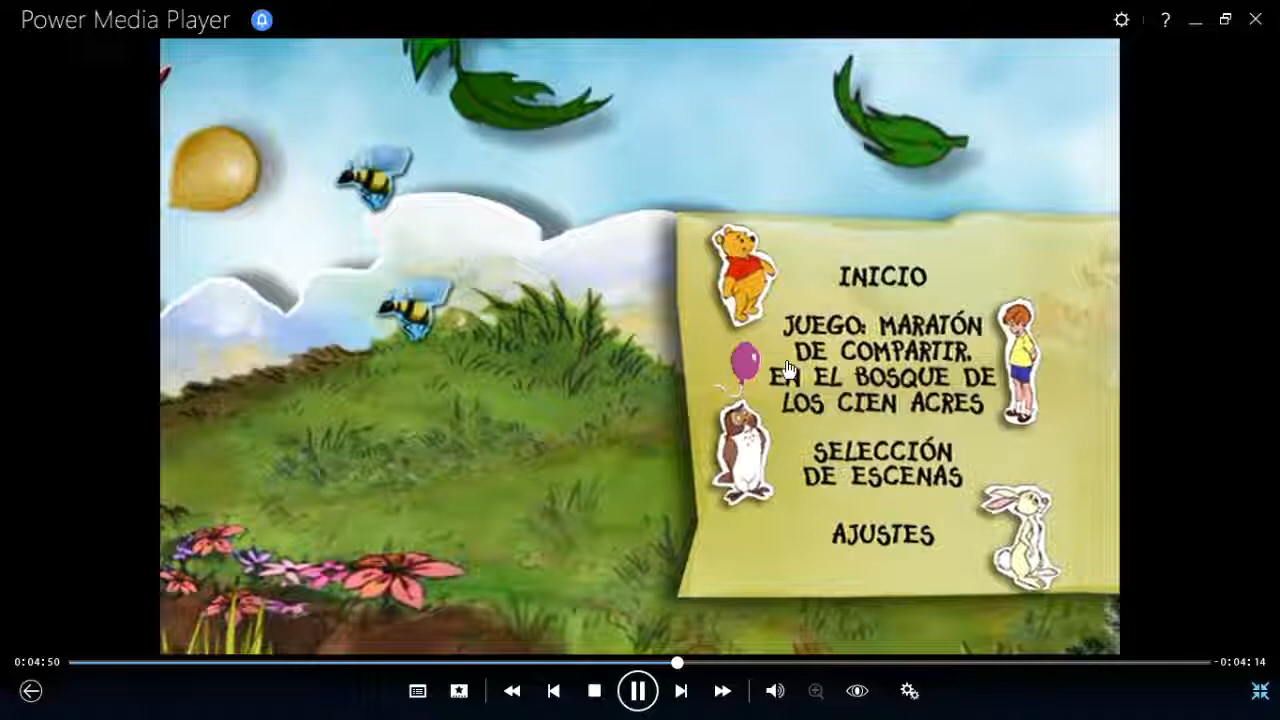 Power Media Player
?
INICIO
JUEGO: MARATÓN
DE COMPARTIR.
EN EL BOSQUE DE
LOS CIEN ACRES
SELECCIÓN
DE ESCENAS
AJUSTES
0:04:50
-0:04:14